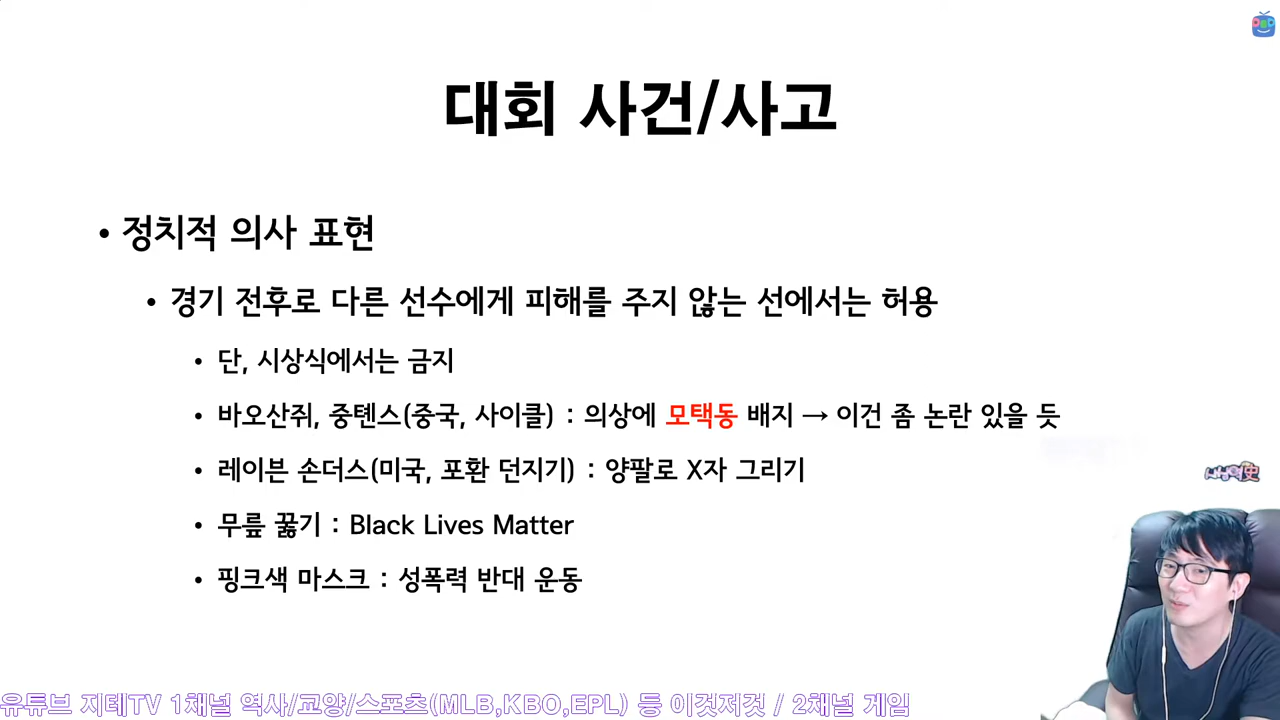 대회 사건/사고
• 정치적 의사 표현
• 경기 전후로 다른 선수에게 피해를 주지 않는 선에서는 허용
• 단, 시상식에서는 금지
• 바오산쥐, 중톈스(중국, 사이클) : 의상에 모택동 배지 → 이건 좀 논란 있을 듯
• 레이븐 손더스(미국, 포환 던지기) : 양팔로 X자 그리기
• 무릎 꿇기 : Black Lives Matter
• 핑크색 마스크 : 성폭력 반대 운동
유튜브 지테TV 1채널 역사/교양/스포츠(MLB,KBO,EPL) 등 이것저것 / 2채널 게임